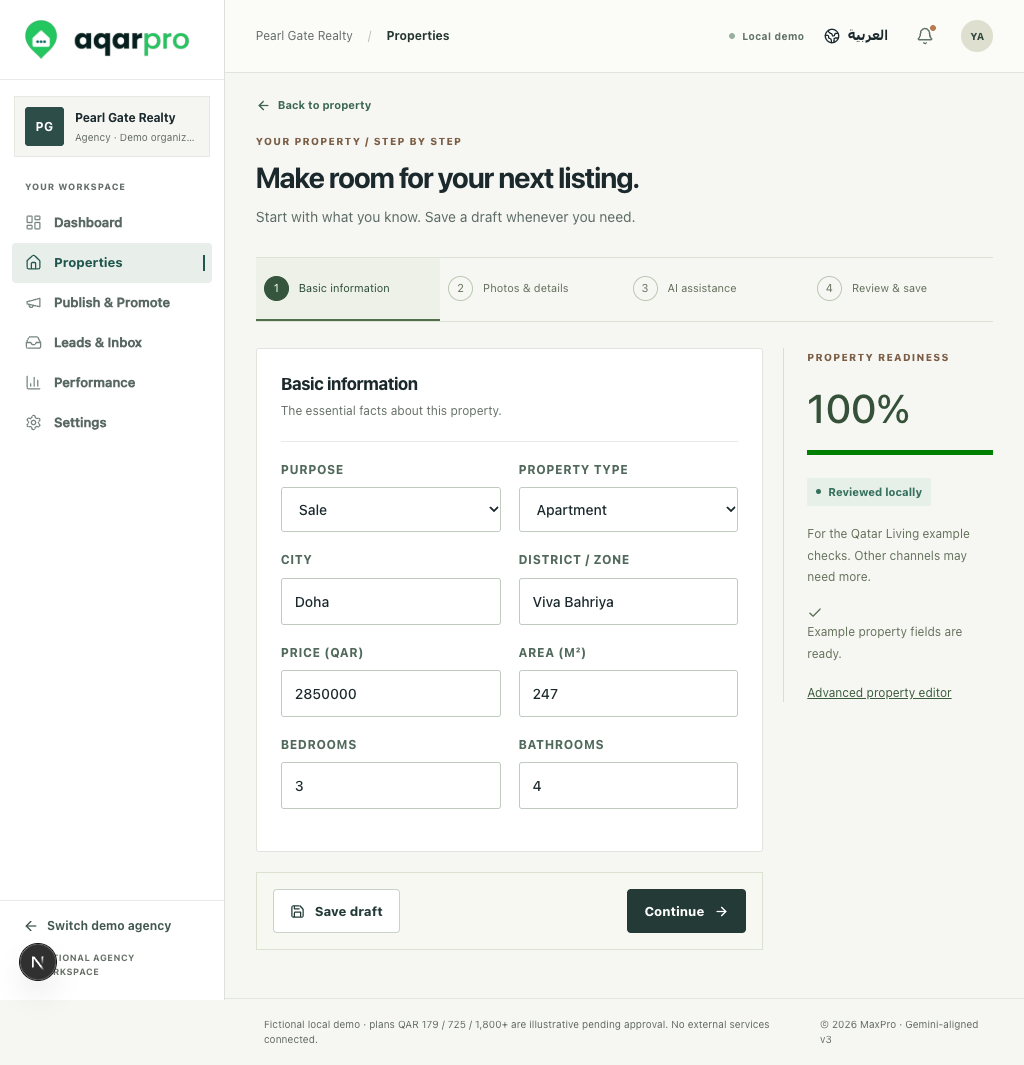 aqarpro
Pearl Gate Realty / Properties
Local demo
العربية
YA
PG
Pearl Gate Realty
Agency · Demo organiz...
YOUR WORKSPACE
Dashboard
Properties
Publish & Promote
Leads & Inbox
Performance
Settings
Switch demo agency
N
IONAL AGENCY
RKSPACE
Back to property
YOUR PROPERTY / STEP BY STEP
Make room for your next listing.
Start with what you know. Save a draft whenever you need.
1 Basic information
2 Photos & details
3 AI assistance
4 Review & save
Basic information
The essential facts about this property.
PURPOSE
Sale
PROPERTY TYPE
Apartment
CITY
Doha
DISTRICT / ZONE
Viva Bahriya
PRICE (QAR)
2850000
AREA (M²)
247
BEDROOMS
3
BATHROOMS
4
Save draft
Continue
PROPERTY READINESS
100%
Reviewed locally
For the Qatar Living example
checks. Other channels may
need more.
Example property fields are
ready.
Advanced property editor
Fictional local demo · plans QAR 179 / 725 / 1,800+ are illustrative pending approval. No external services
connected.
© 2026 MaxPro · Gemini-aligned
v3